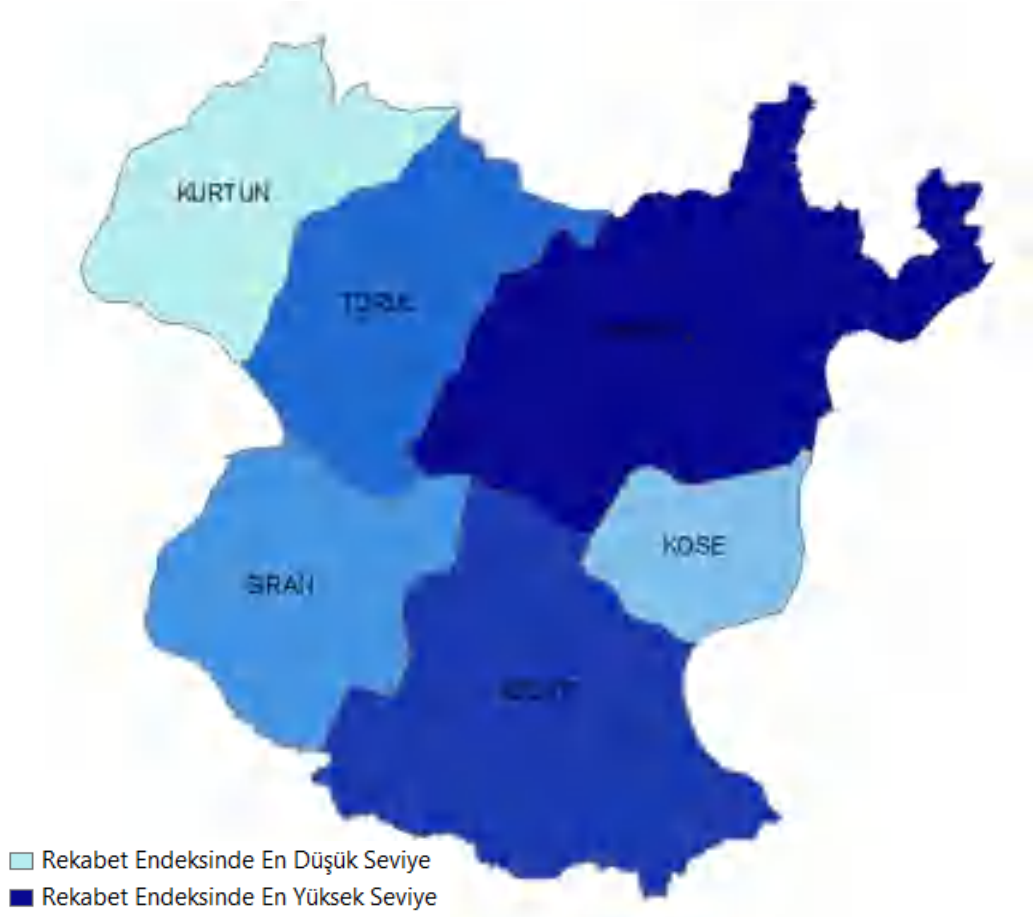 KURTUN
TORUL
KOSE
SIRAN
Rekabet Endeksinde En Düşük Seviye
Rekabet Endeksinde En Yüksek Seviye